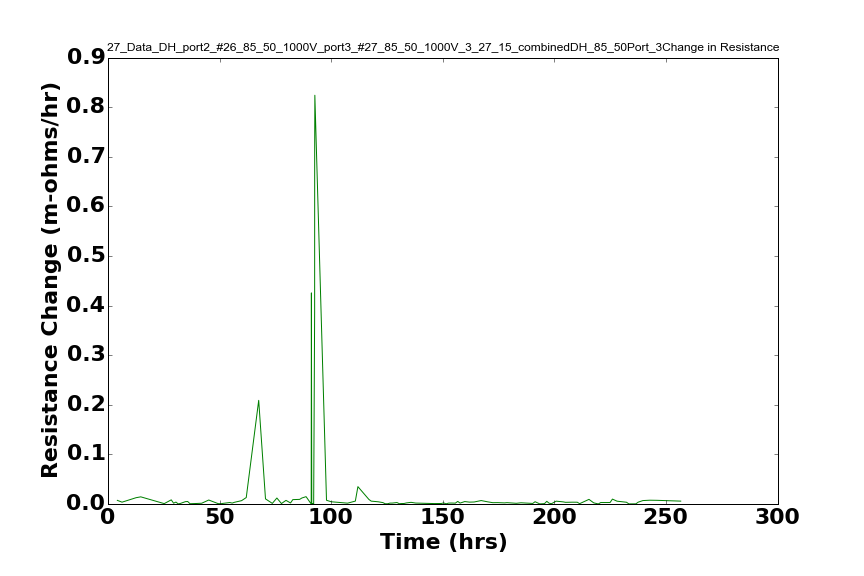 27_Data_DH_port2_#26_85_50_1000V_port3_#27_85_50_1000V_3_27_15_combinedDH_85_50Port_3Change in Resistance
0.9
0.8
0.7
0.6
0.5
0.4
0.3
0.2
0.1
0.0
Resistance Change (m-ohms/hr)
0 50 100 150 200 250 300
Time (hrs)